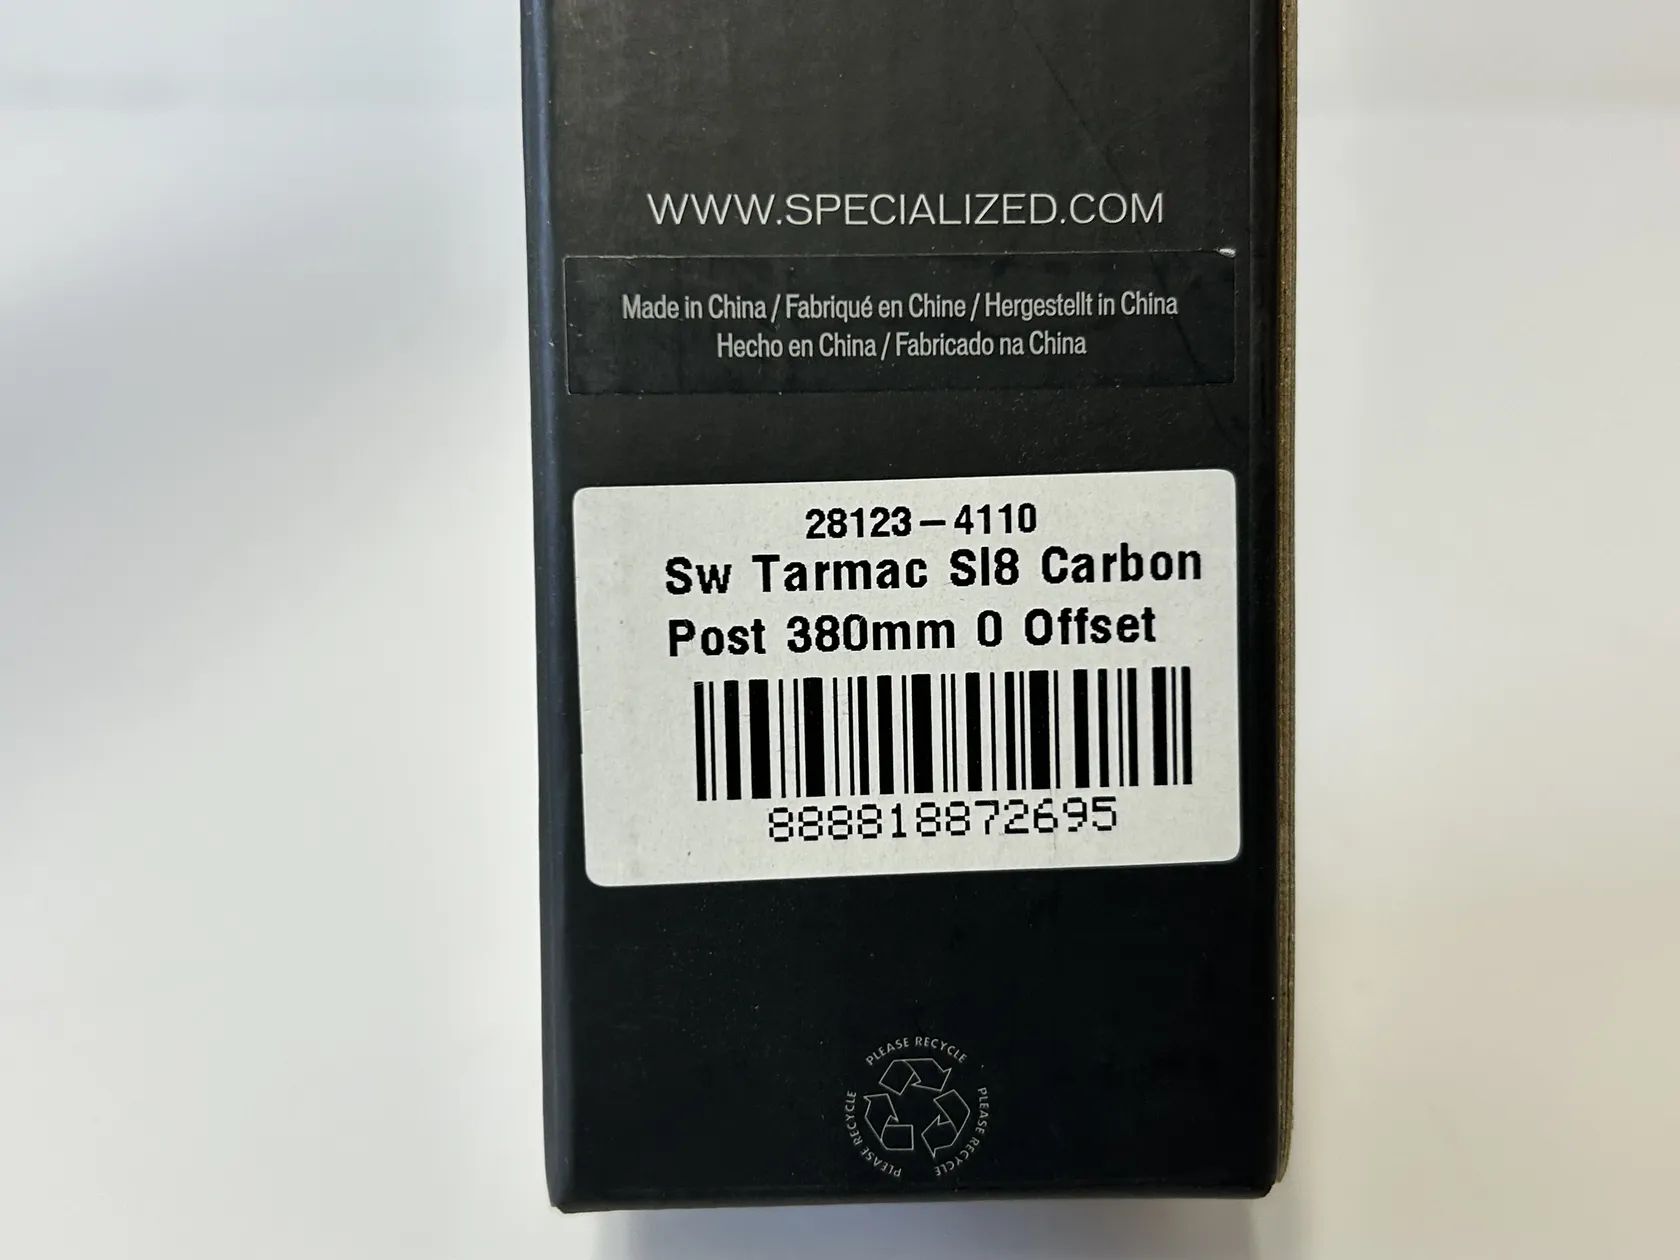 WWW.SPECIALIZED.COM
Made in China / Fabriqué en Chine / Hergestellt in China
Hecho en China / Fabricado na China
28123-4110
Sw Tarmac Sl8 Carbon
Post 380mm 0 Offset
888818872695
PLEASE RECYCLE
PLEASE RECYCLE
PLEASE RECYCLE